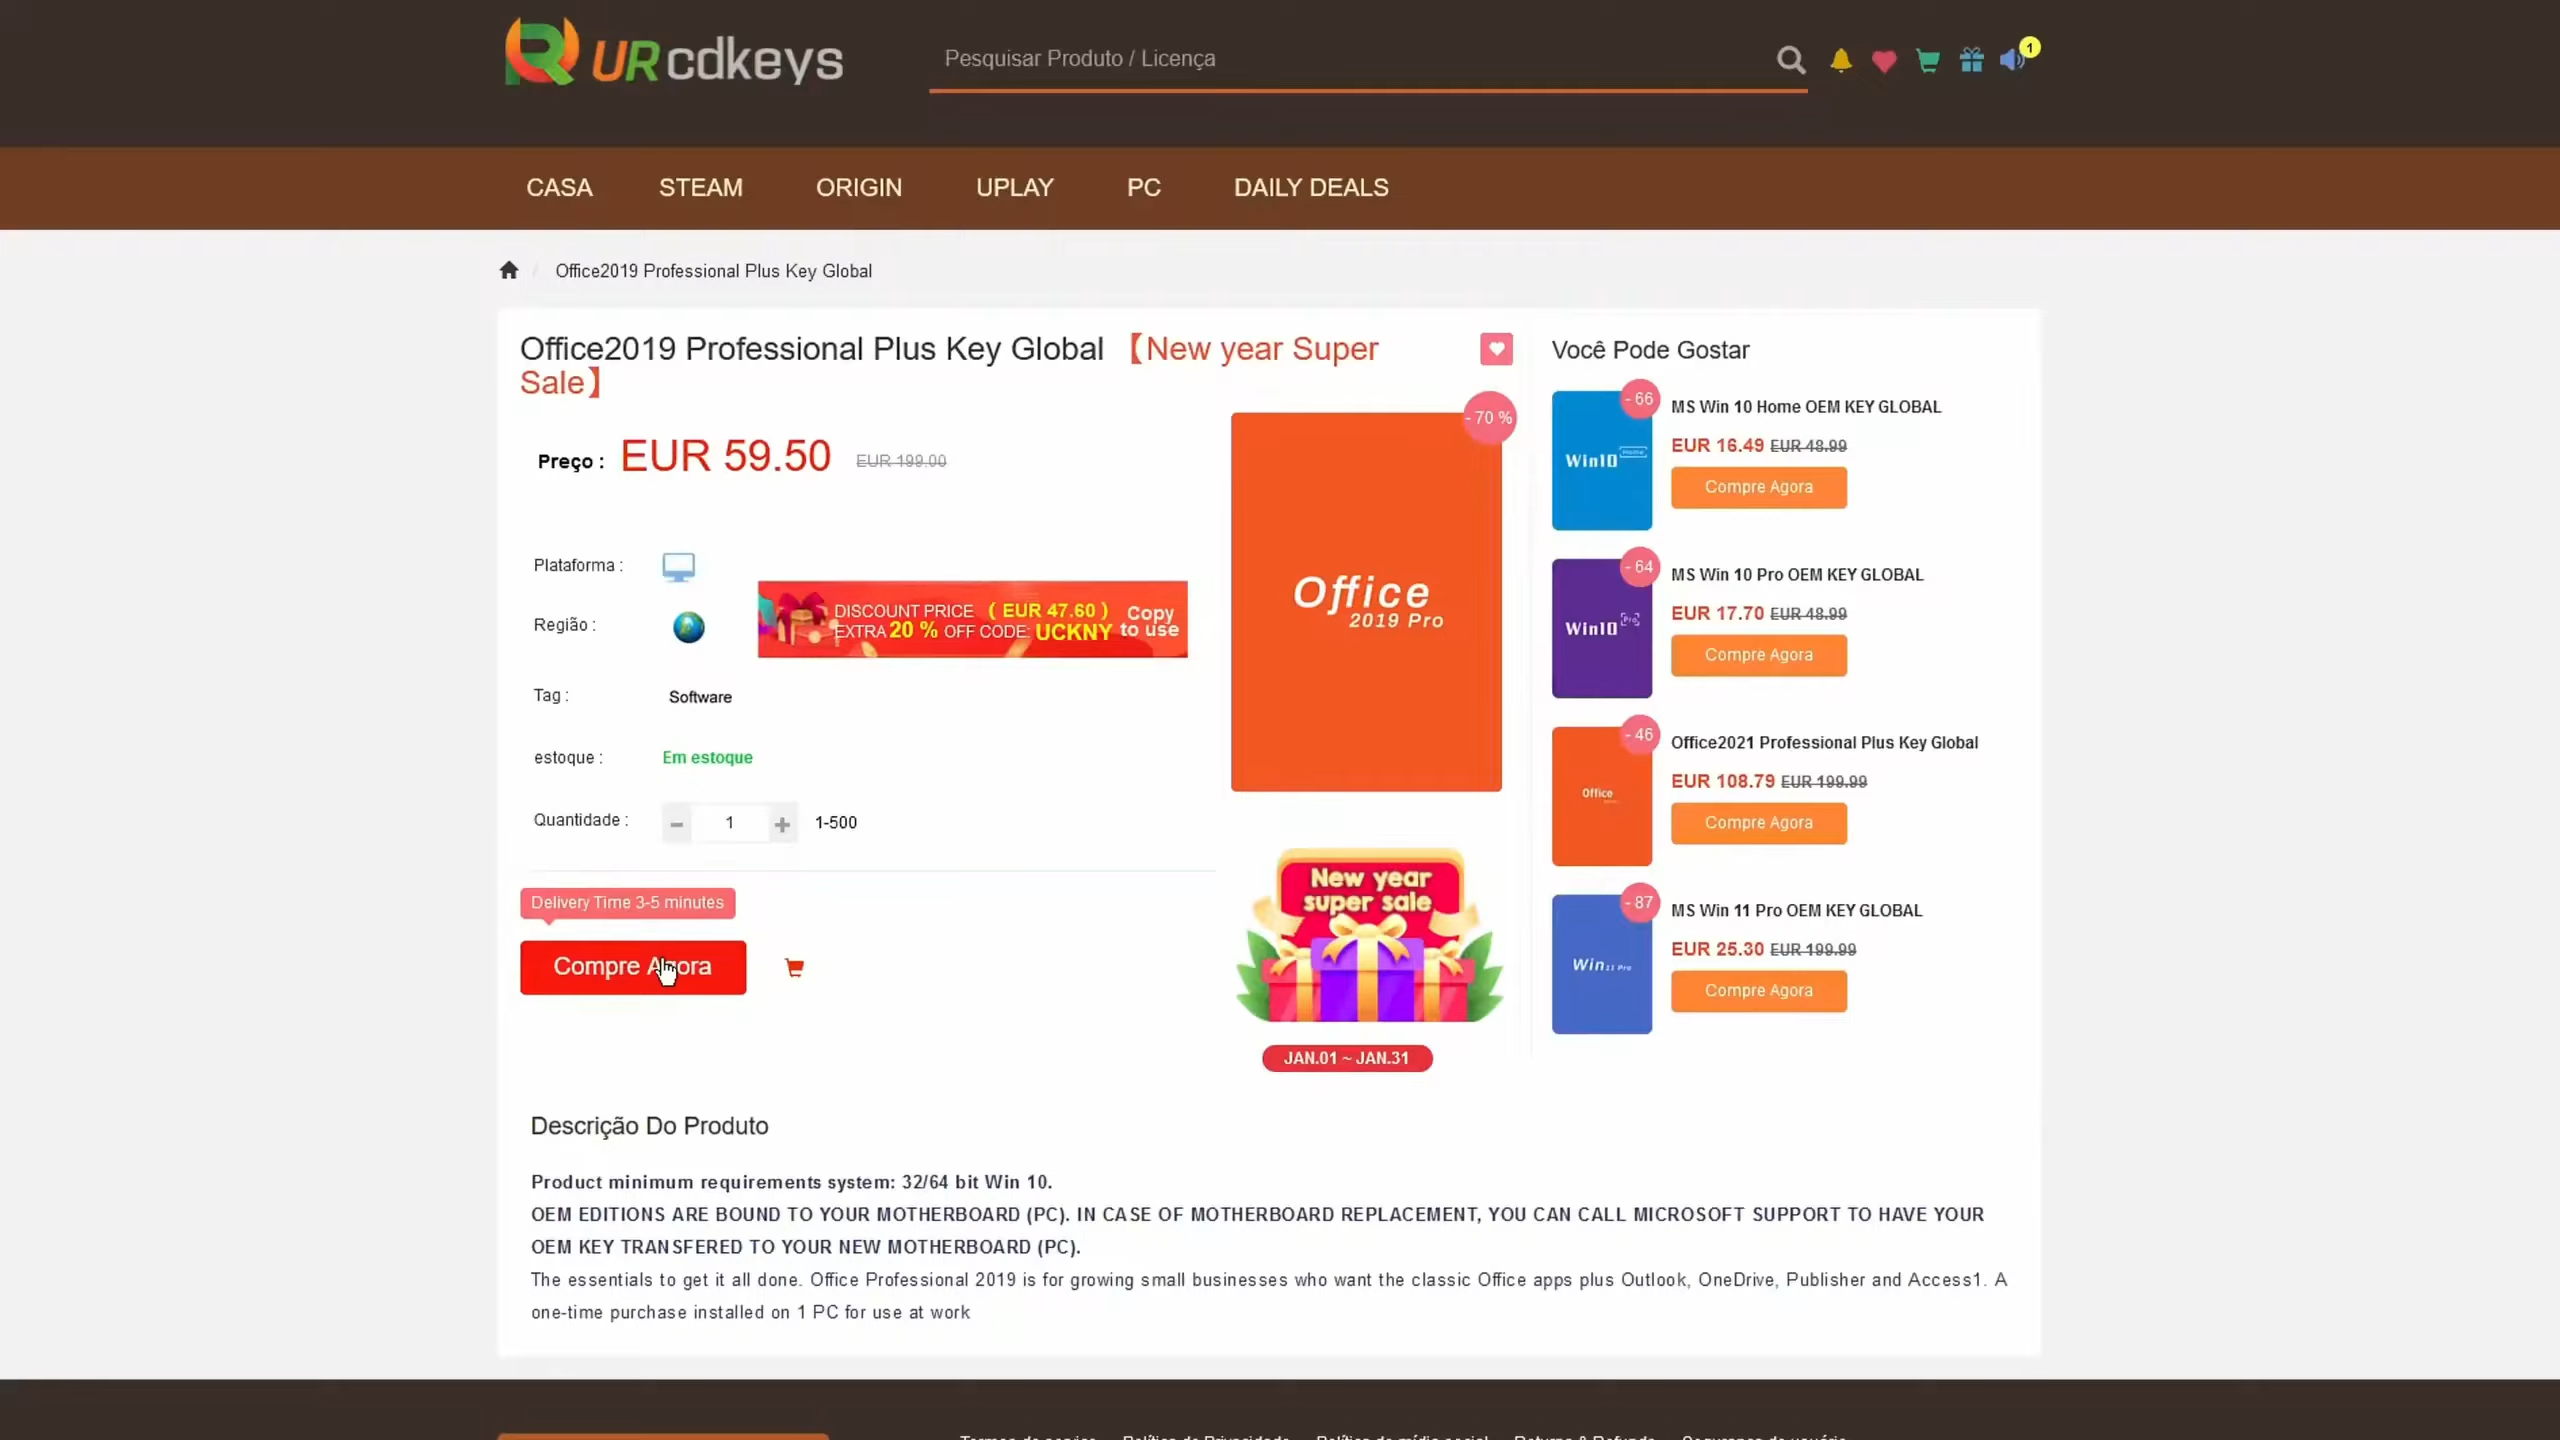 URcdkeys
Pesquisar Produto / Licença
1
CASA STEAM ORIGIN UPLAY PC DAILY DEALS
Office2019 Professional Plus Key Global
Office2019 Professional Plus Key Global 【New year Super
Sale】
Preço : EUR 59.50 EUR 199.00
- 70 %
Plataforma :
Região :
DISCOUNT PRICE ( EUR 47.60 ) Copy
EXTRA 20 % OFF CODE: UCKNY to use
Tag : Software
estoque : Em estoque
Quantidade : − 1 + 1-500
Delivery Time 3-5 minutes
Compre Agora
Office
2019 Pro
New year
super sale
JAN.01 ~ JAN.31
Você Pode Gostar
- 66
Win10 Home
MS Win 10 Home OEM KEY GLOBAL
EUR 16.49 EUR 48.99
Compre Agora
- 64
Win10 Pro
MS Win 10 Pro OEM KEY GLOBAL
EUR 17.70 EUR 48.99
Compre Agora
- 46
Office
Office2021 Professional Plus Key Global
EUR 108.79 EUR 199.99
Compre Agora
- 87
Win 11 Pro
MS Win 11 Pro OEM KEY GLOBAL
EUR 25.30 EUR 199.99
Compre Agora
Descrição Do Produto
Product minimum requirements system: 32/64 bit Win 10.
OEM EDITIONS ARE BOUND TO YOUR MOTHERBOARD (PC). IN CASE OF MOTHERBOARD REPLACEMENT, YOU CAN CALL MICROSOFT SUPPORT TO HAVE YOUR
OEM KEY TRANSFERED TO YOUR NEW MOTHERBOARD (PC).
The essentials to get it all done. Office Professional 2019 is for growing small businesses who want the classic Office apps plus Outlook, OneDrive, Publisher and Access1. A
one-time purchase installed on 1 PC for use at work